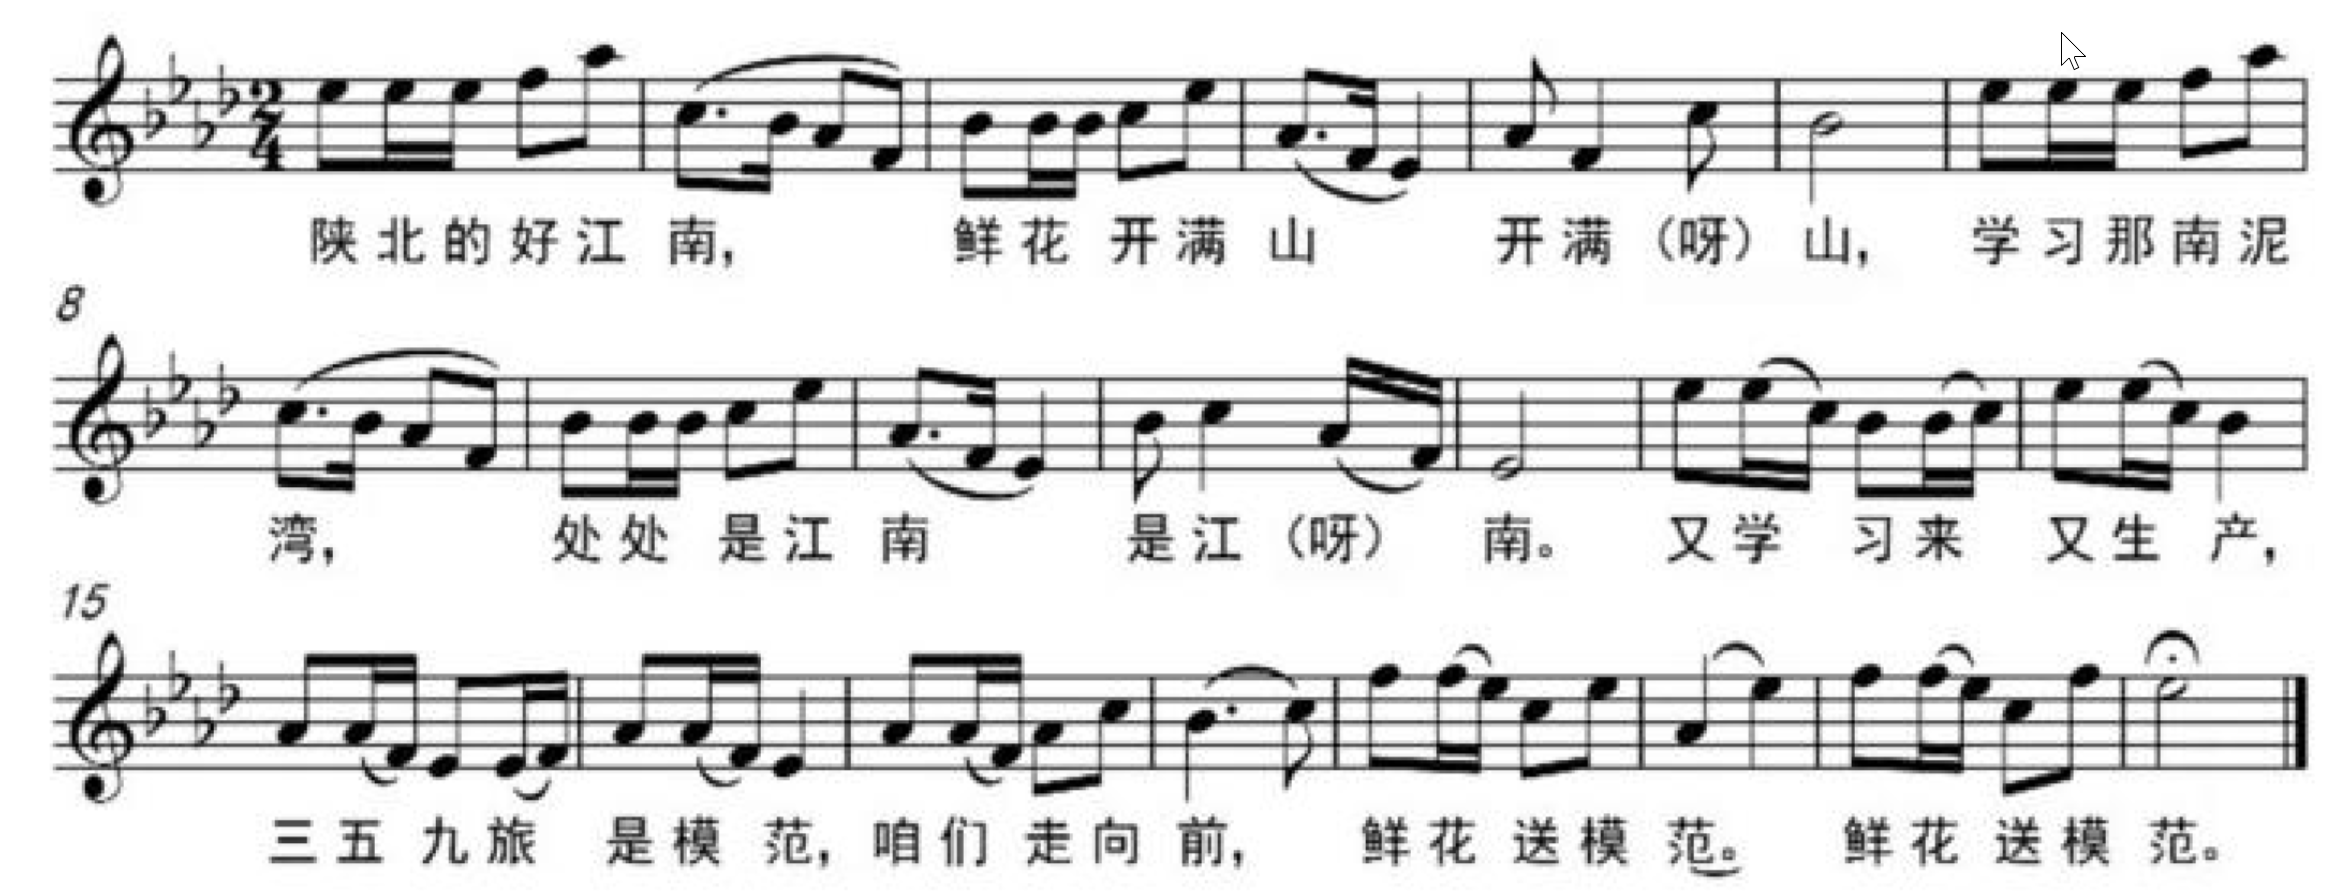 2 4
陕北的好江南， 鲜花开满山 开满（呀）山， 学习那南泥
8
湾， 处处是江南 是江（呀） 南。 又学习来 又生产，
15
三五九旅 是模范， 咱们走向前， 鲜花送模范。 鲜花送模范。